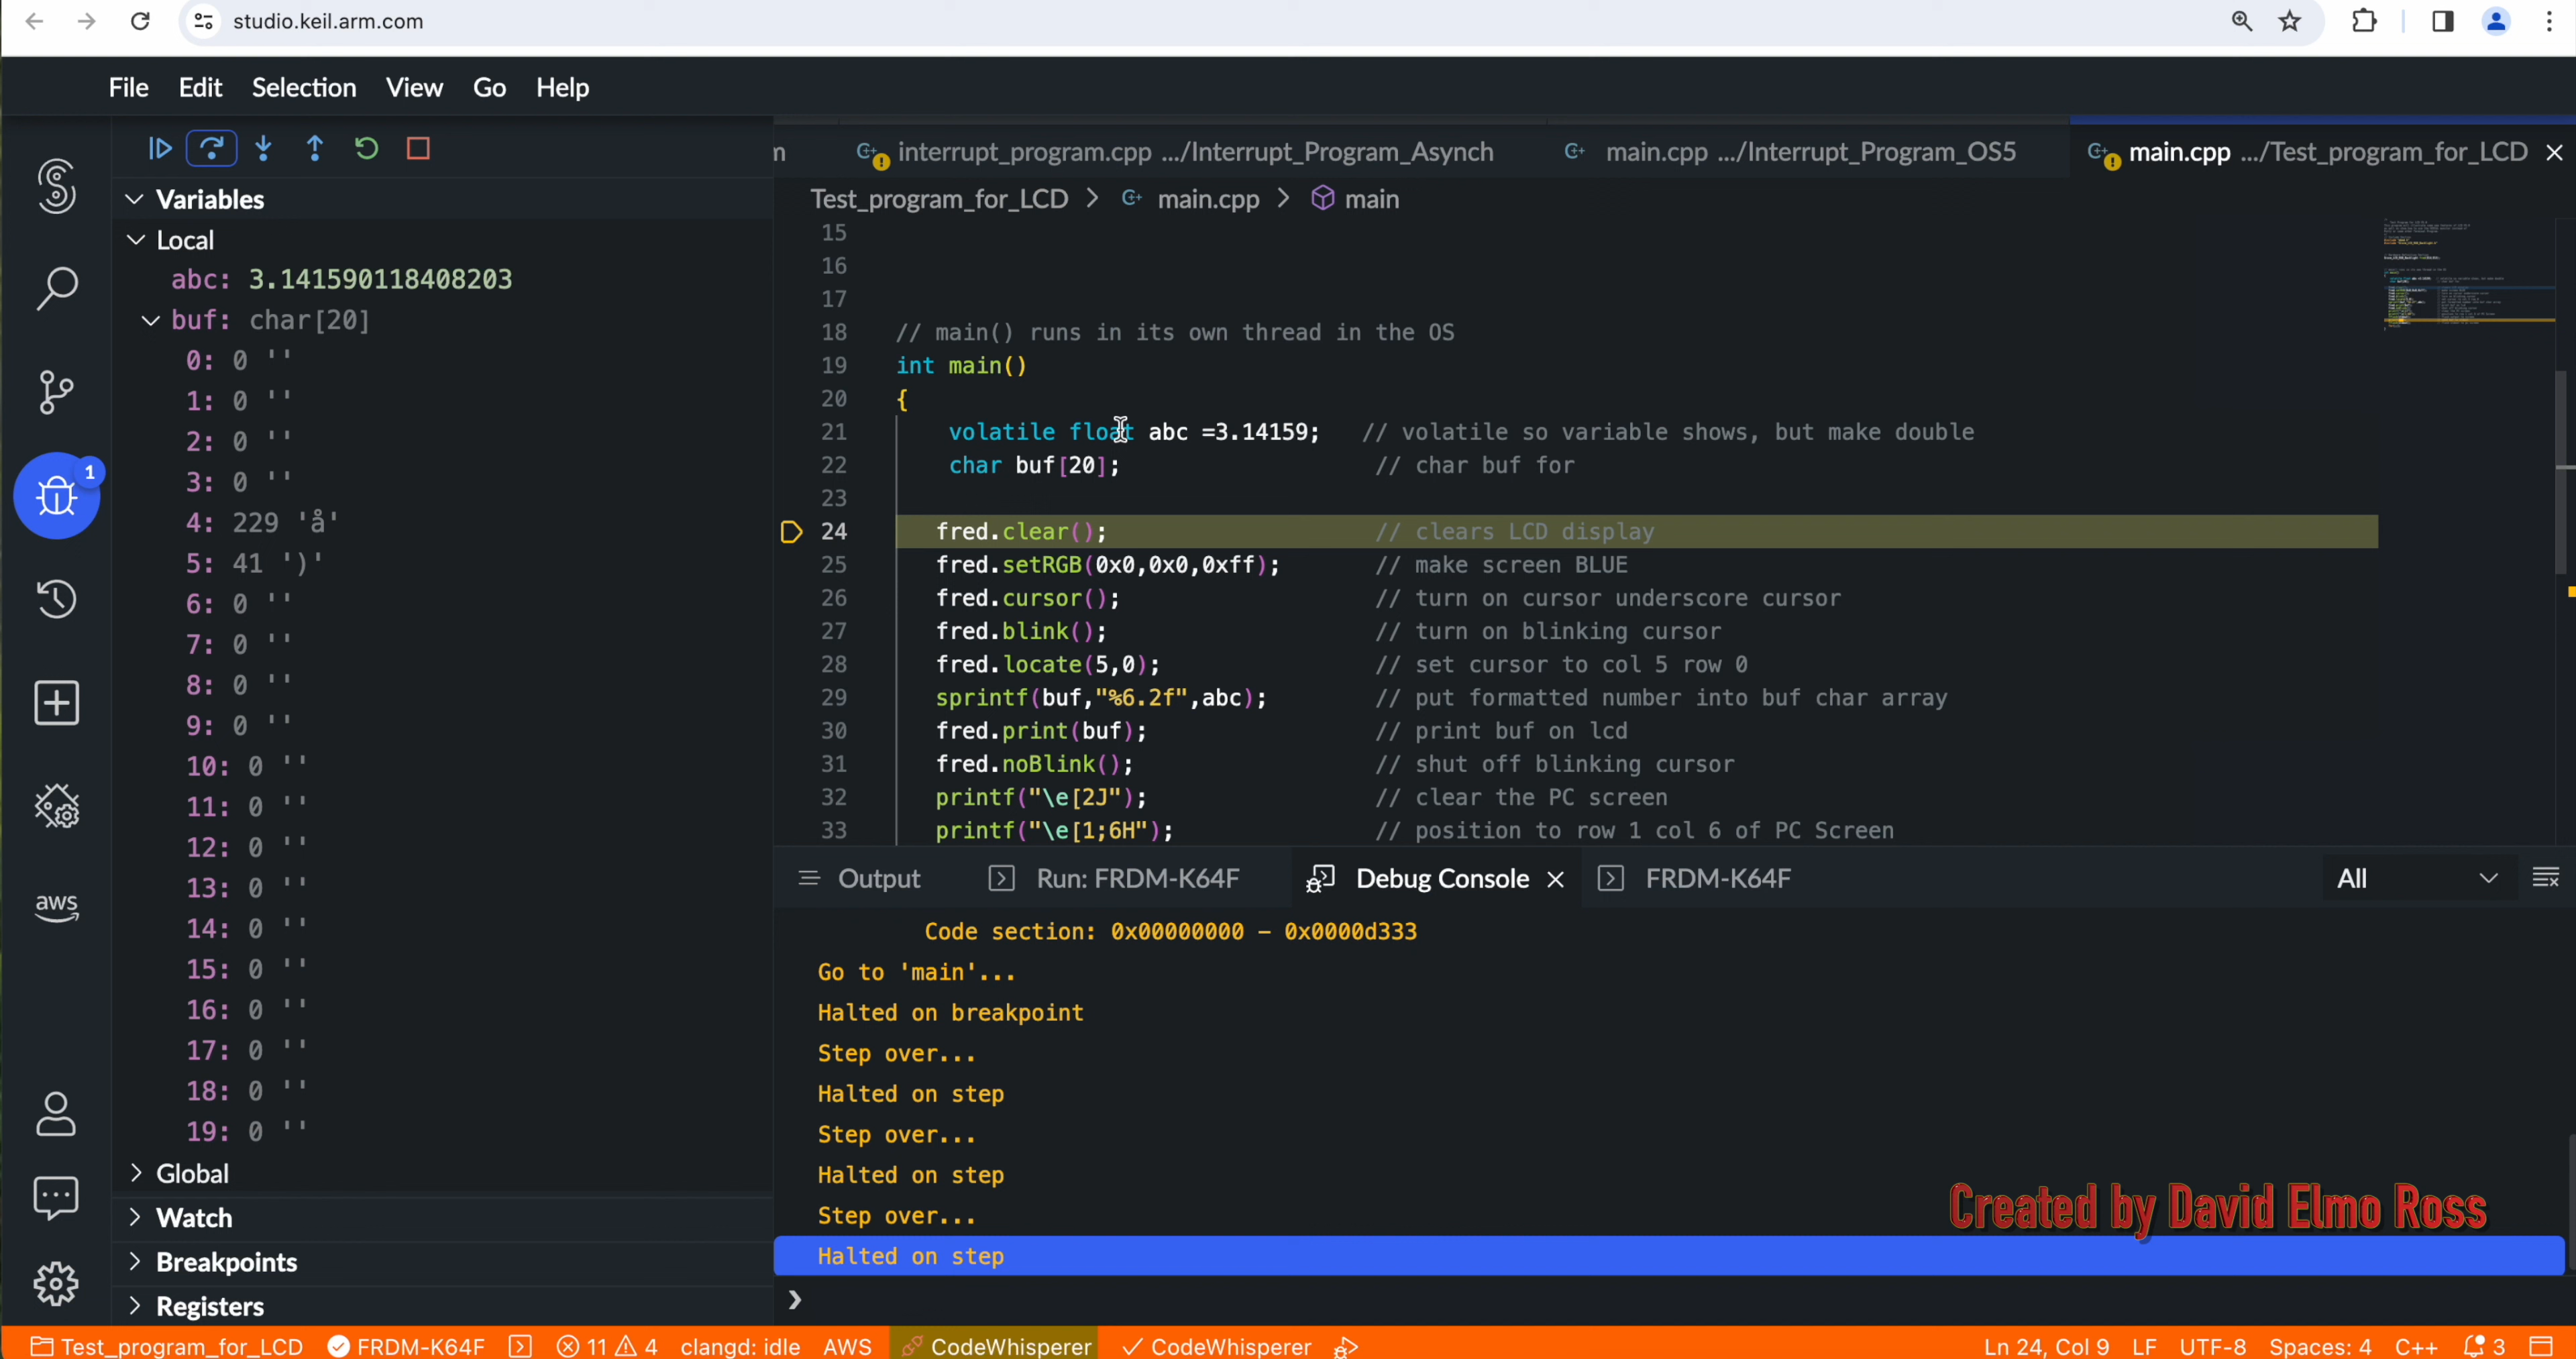 studio.keil.arm.com
File Edit Selection View Go Help
m interrupt_program.cpp .../Interrupt_Program_Asynch main.cpp .../Interrupt_Program_OS5 main.cpp .../Test_program_for_LCD
Test_program_for_LCD > main.cpp > main
Variables
Local
abc: 3.141590118408203
buf: char[20]
0: 0 ''
1: 0 ''
2: 0 ''
3: 0 ''
4: 229 'å'
5: 41 ')'
6: 0 ''
7: 0 ''
8: 0 ''
9: 0 ''
10: 0 ''
11: 0 ''
12: 0 ''
13: 0 ''
14: 0 ''
15: 0 ''
16: 0 ''
17: 0 ''
18: 0 ''
19: 0 ''
Global
Watch
Breakpoints
Registers
1
aws
15
16
17
18 // main() runs in its own thread in the OS
19 int main()
20 {
21 volatile float abc =3.14159; // volatile so variable shows, but make double
22 char buf[20]; // char buf for
23
24 fred.clear(); // clears LCD display
25 fred.setRGB(0x0,0x0,0xff); // make screen BLUE
26 fred.cursor(); // turn on cursor underscore cursor
27 fred.blink(); // turn on blinking cursor
28 fred.locate(5,0); // set cursor to col 5 row 0
29 sprintf(buf,"%6.2f",abc); // put formatted number into buf char array
30 fred.print(buf); // print buf on lcd
31 fred.noBlink(); // shut off blinking cursor
32 printf("\e[2J"); // clear the PC screen
33 printf("\e[1;6H"); // position to row 1 col 6 of PC Screen
Output Run: FRDM-K64F Debug Console FRDM-K64F All
Code section: 0x00000000 – 0x0000d333
Go to 'main'...
Halted on breakpoint
Step over...
Halted on step
Step over...
Halted on step
Step over...
Halted on step
Created by David Elmo Ross
Test_program_for_LCD FRDM-K64F 11 4 clangd: idle AWS CodeWhisperer CodeWhisperer Ln 24, Col 9 LF UTF-8 Spaces: 4 C++ 3